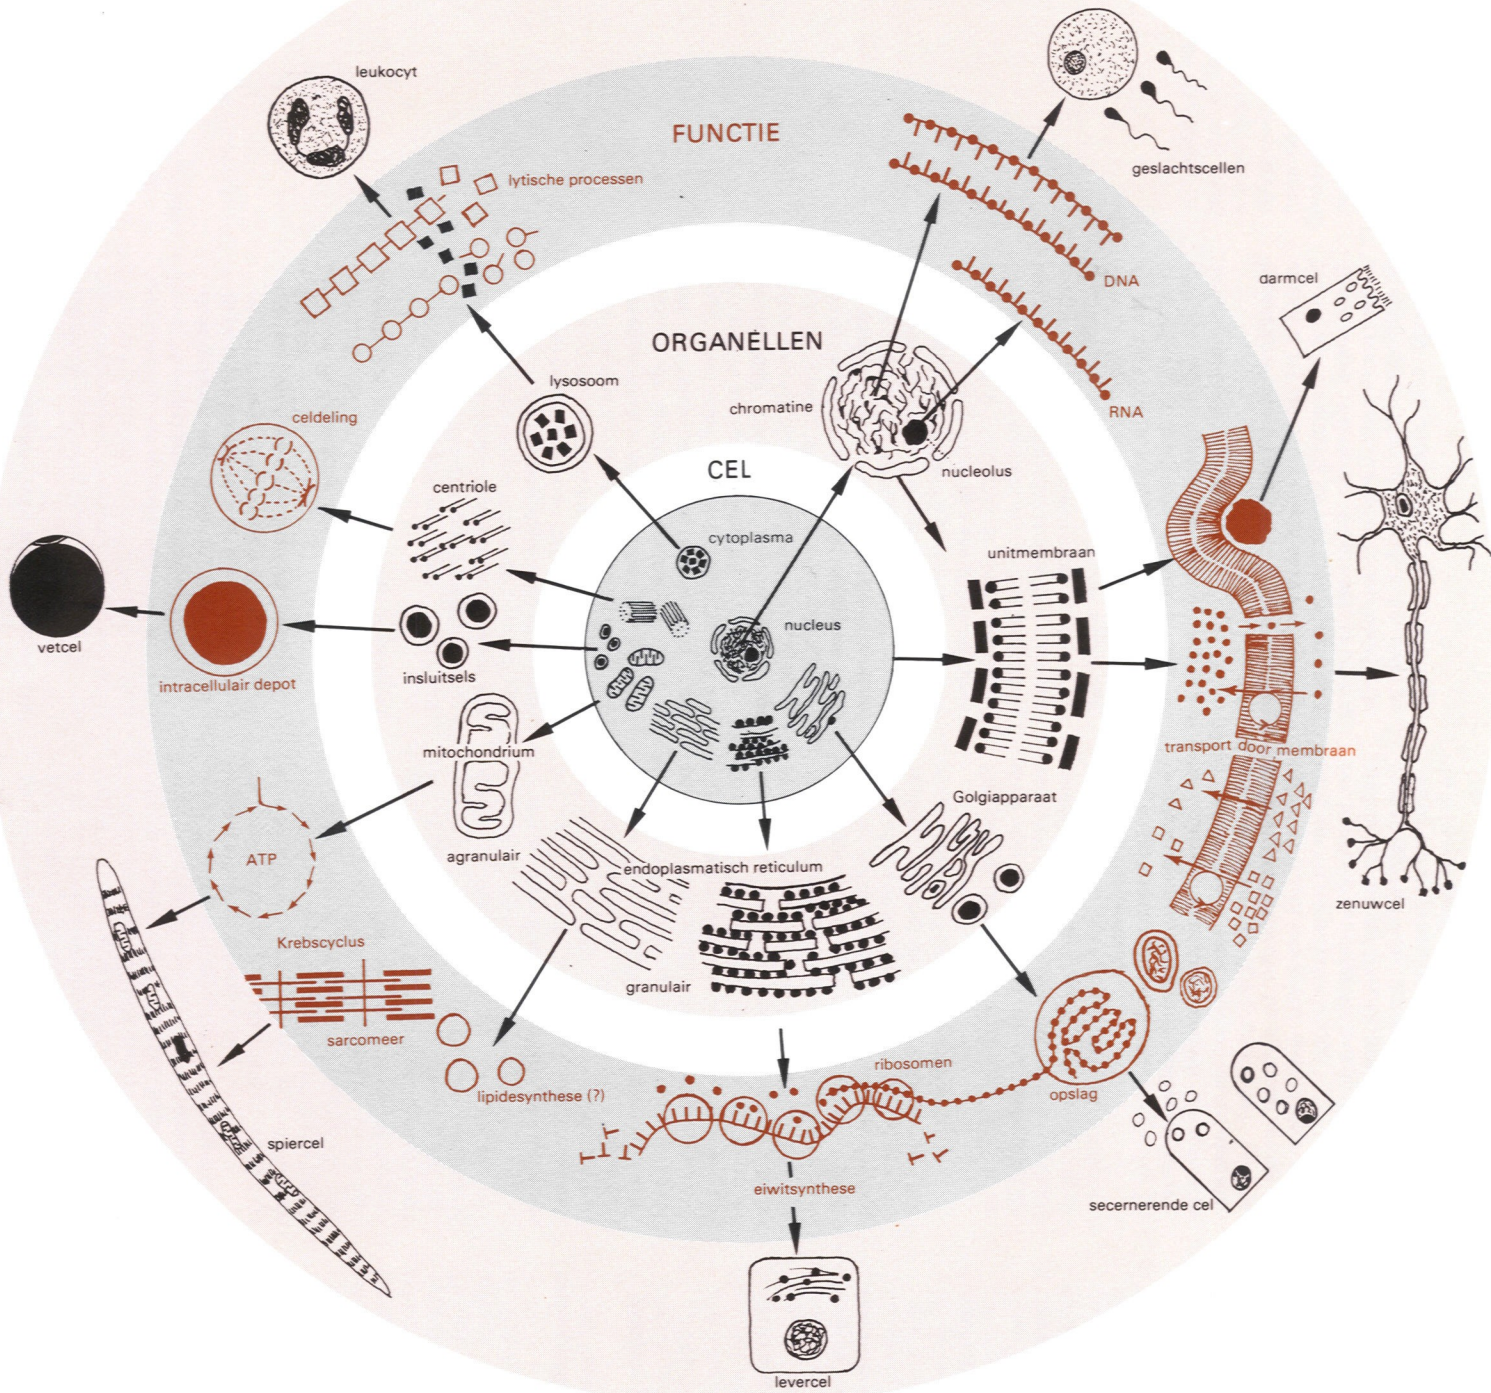 leukocyt
FUNCTIE
lytische processen
geslachtscellen
DNA
darmcel
ORGANÉLLEN
lysosoom
chromatine
RNA
celdeling
CEL
nucleolus
centriole
cytoplasma
unitmembraan
nucleus
vetcel
insluitsels
intracellulair depot
mitochondrium
transport door membraan
Golgiapparaat
ATP
agranulair
endoplasmatisch reticulum
zenuwcel
Krebscyclus
granulair
sarcomeer
ribosomen
lipidesynthese (?)
opslag
spiercel
eiwitsynthese
secernerende cel
levercel